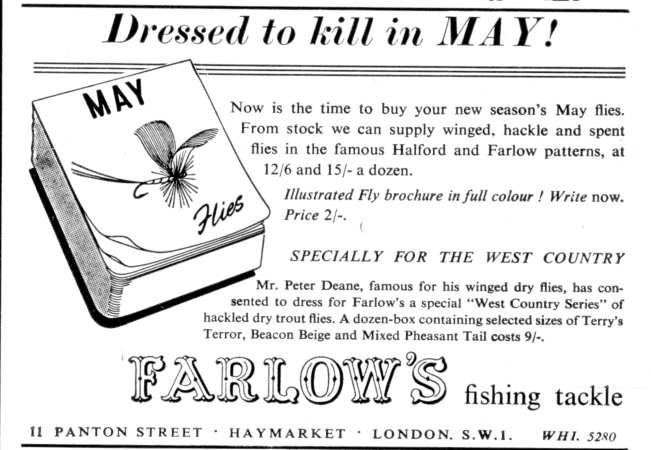 Dressed to kill in MAY!
MAY
Flies
Now is the time to buy your new season's May flies.
From stock we can supply winged, hackle and spent
flies in the famous Halford and Farlow patterns, at
12/6 and 15/- a dozen.
Illustrated Fly brochure in full colour ! Write now.
Price 2/-.
SPECIALLY FOR THE WEST COUNTRY
Mr. Peter Deane, famous for his winged dry flies, has con-
sented to dress for Farlow's a special "West Country Series" of
hackled dry trout flies. A dozen-box containing selected sizes of Terry's
Terror, Beacon Beige and Mixed Pheasant Tail costs 9/-.
FARLOW'S fishing tackle
11 PANTON STREET · HAYMARKET · LONDON. S.W.1. WHI. 5280